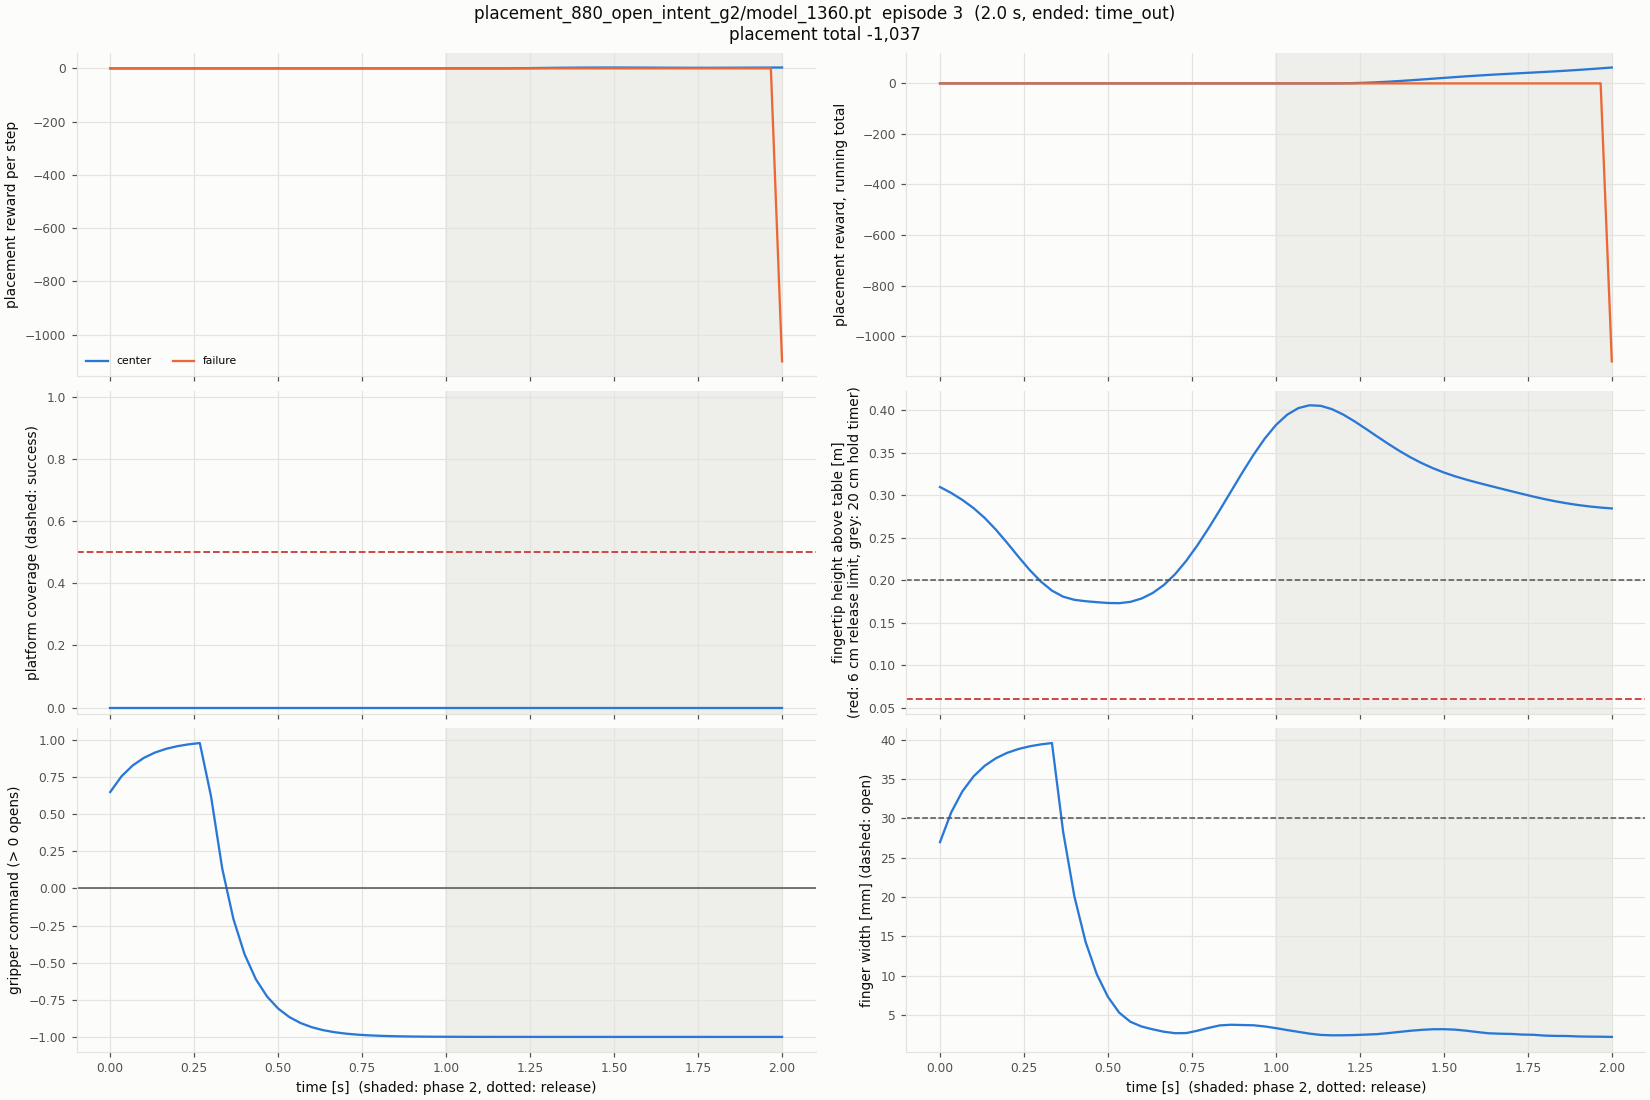 placement_880_open_intent_g2/model_1360.pt  episode 3  (2.0 s, ended: time_out)
placement total -1,037
placement reward per step
0
−200
−400
−600
−800
−1000
center
failure
placement reward, running total
0
−200
−400
−600
−800
−1000
platform coverage (dashed: success)
1.0
0.8
0.6
0.4
0.2
0.0
fingertip height above table [m]
(red: 6 cm release limit, grey: 20 cm hold timer)
0.40
0.35
0.30
0.25
0.20
0.15
0.10
0.05
gripper command (> 0 opens)
1.00
0.75
0.50
0.25
0.00
−0.25
−0.50
−0.75
−1.00
0.00 0.25 0.50 0.75 1.00 1.25 1.50 1.75 2.00
time [s]  (shaded: phase 2, dotted: release)
finger width [mm] (dashed: open)
40
35
30
25
20
15
10
5
0.00 0.25 0.50 0.75 1.00 1.25 1.50 1.75 2.00
time [s]  (shaded: phase 2, dotted: release)